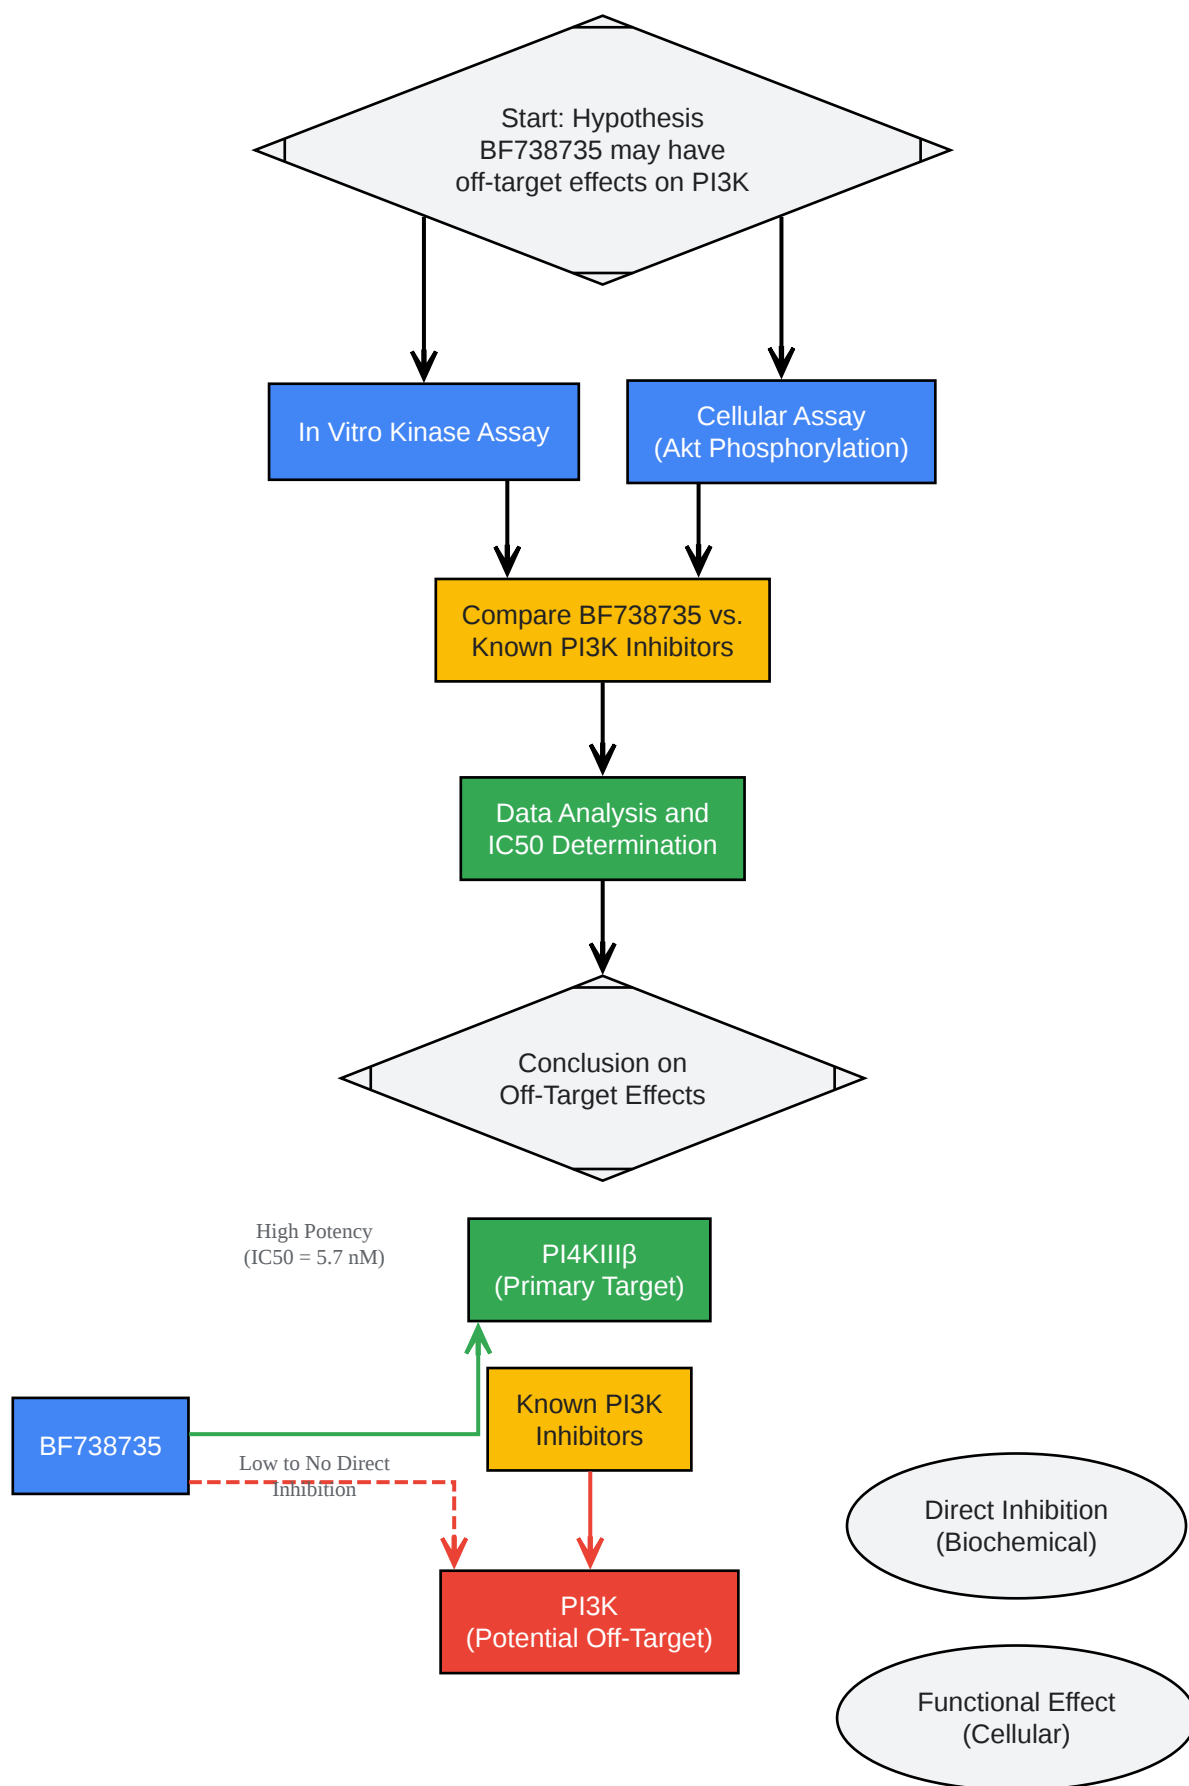 Start: Hypothesis
BF738735 may have
off-target effects on PI3K
In Vitro Kinase Assay
Cellular Assay
(Akt Phosphorylation)
Compare BF738735 vs.
Known PI3K Inhibitors
Data Analysis and
IC50 Determination
Conclusion on
Off-Target Effects
High Potency
(IC50 = 5.7 nM)
PI4KIIIβ
(Primary Target)
Known PI3K
Inhibitors
BF738735
Low to No Direct
Inhibition
Direct Inhibition
(Biochemical)
PI3K
(Potential Off-Target)
Functional Effect
(Cellular)